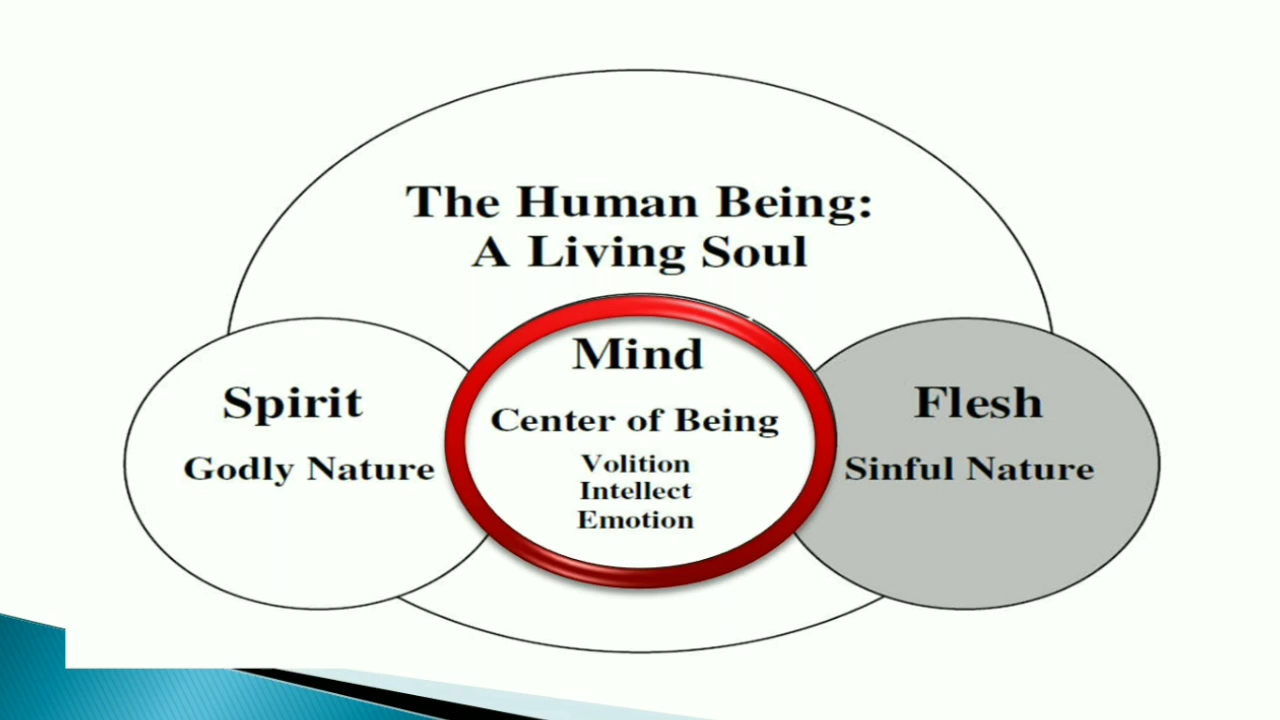 The Human Being:
A Living Soul
Spirit
Godly Nature
Mind
Center of Being
Volition
Intellect
Emotion
Flesh
Sinful Nature